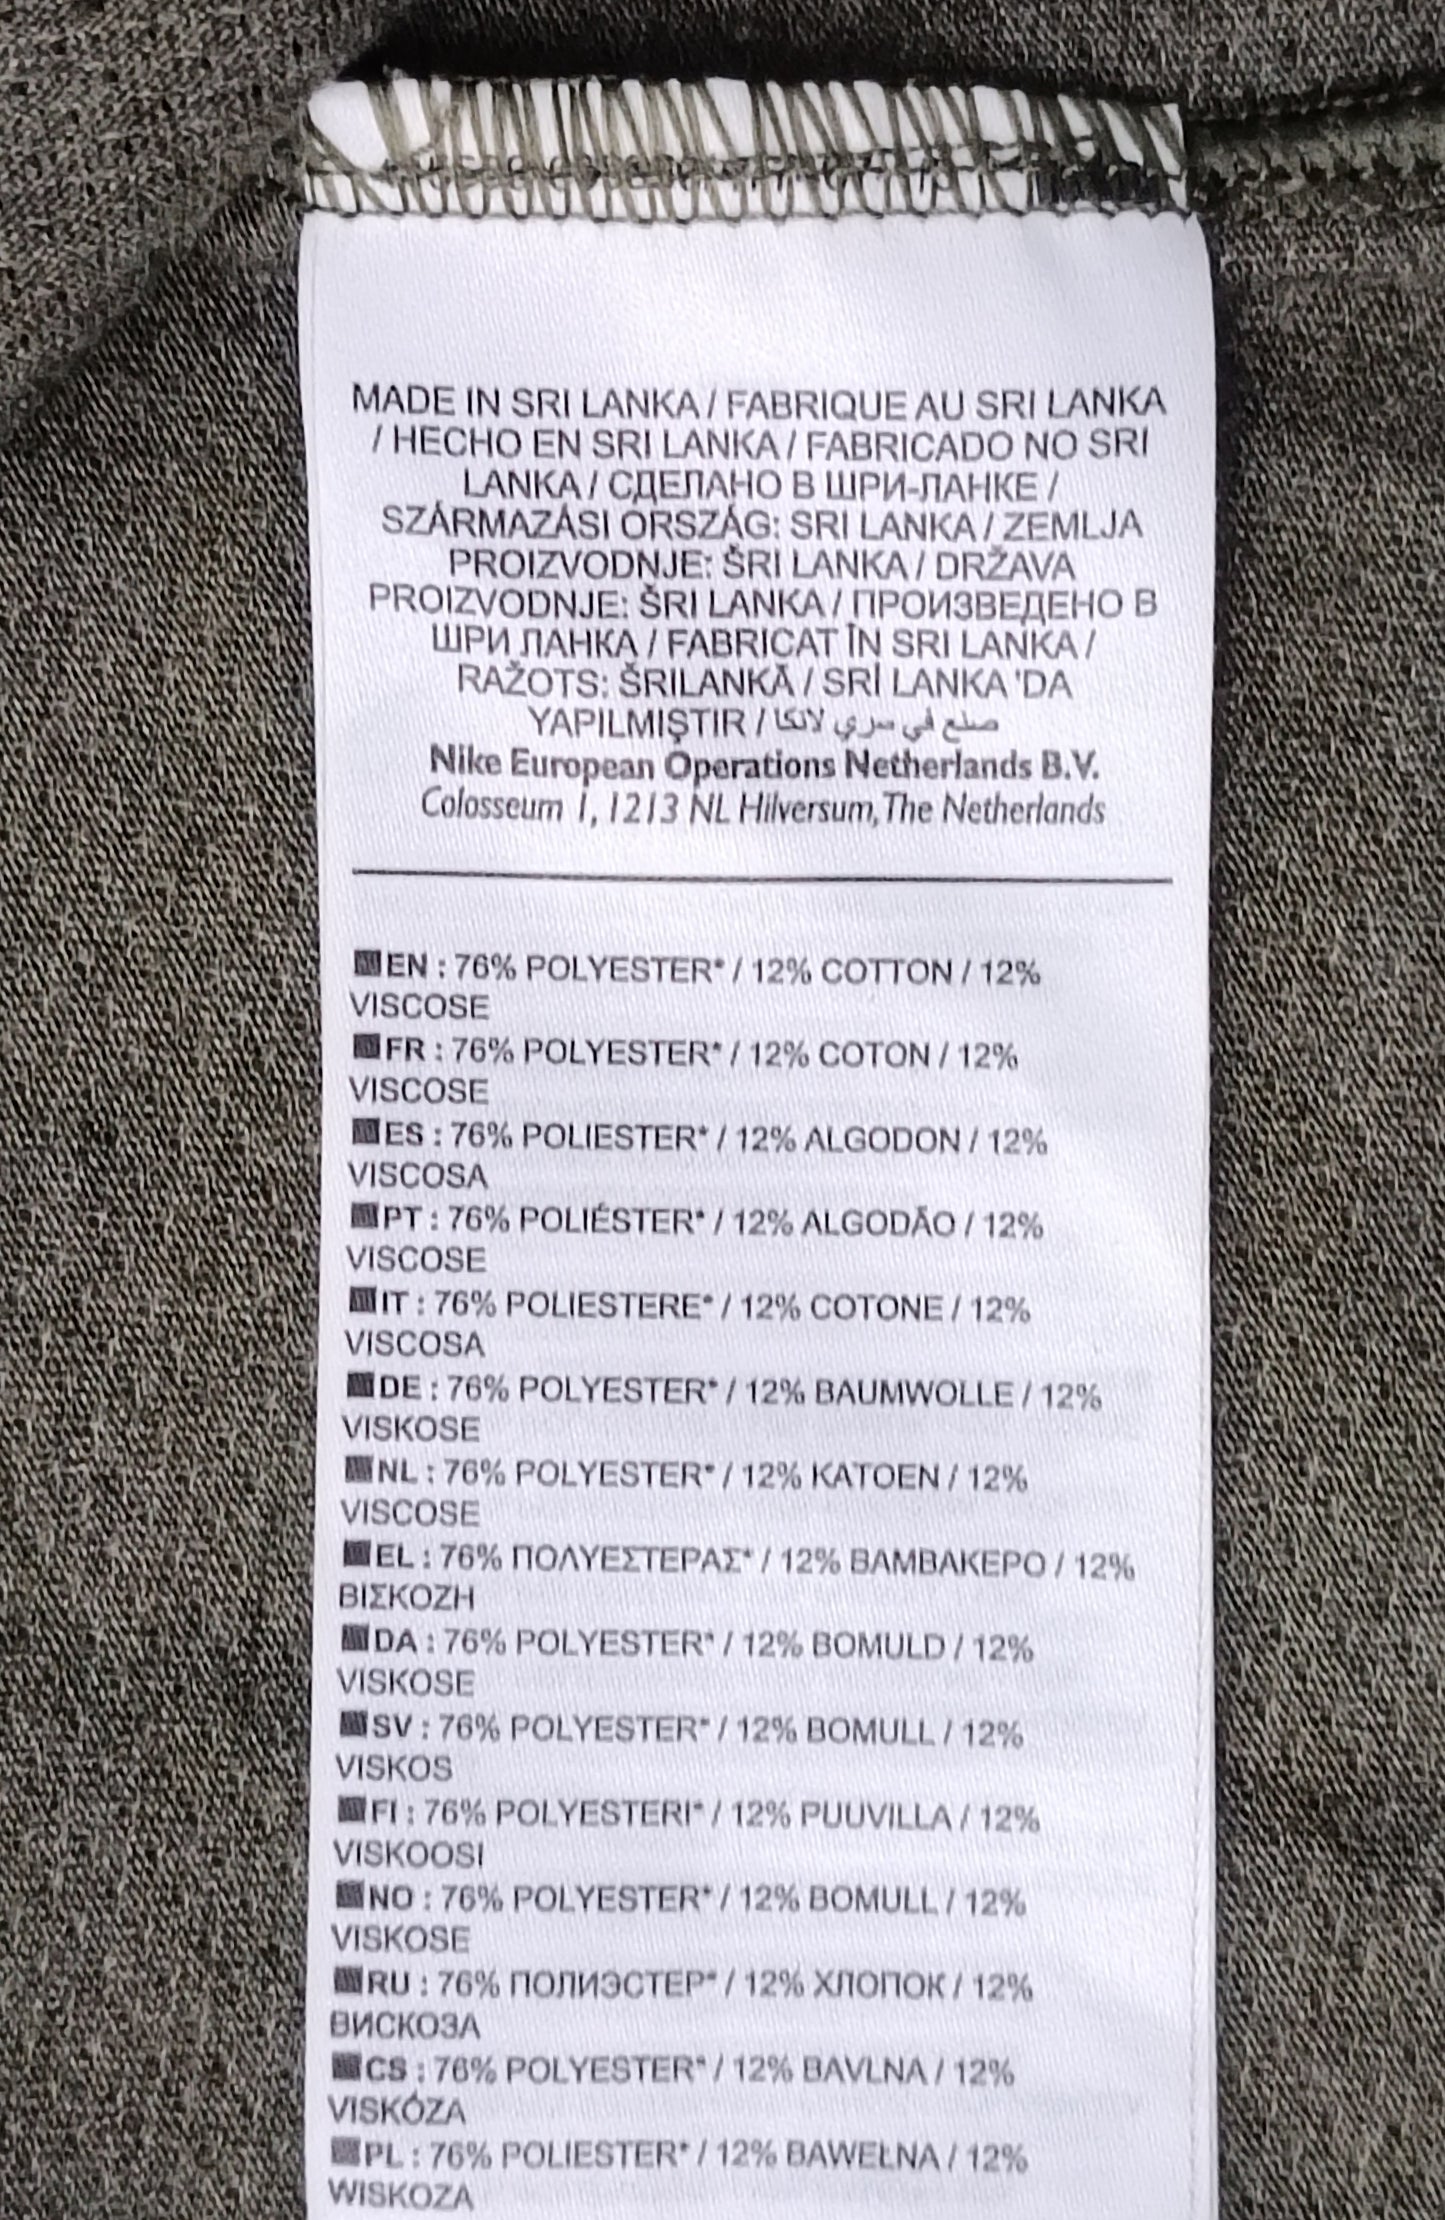 MADE IN SRI LANKA / FABRIQUE AU SRI LANKA
/ HECHO EN SRI LANKA / FABRICADO NO SRI
LANKA / СДЕЛАНО В ШРИ-ЛАНКЕ /
SZÁRMAZÁSI ORSZÁG: SRI LANKA / ZEMLJA
PROIZVODNJE: ŠRI LANKA / DRŽAVA
PROIZVODNJE: ŠRI LANKA / ПРОИЗВЕДЕНО В
ШРИ ЛАНКА / FABRICAT ÎN SRI LANKA /
RAŽOTS: ŠRILANKĀ / SRİ LANKA 'DA
YAPILMIŞTIR / صنع في سري لانكا
Nike European Operations Netherlands B.V.
Colosseum 1, 1213 NL Hilversum, The Netherlands
EN : 76% POLYESTER* / 12% COTTON / 12%
VISCOSE
FR : 76% POLYESTER* / 12% COTON / 12%
VISCOSE
ES : 76% POLIESTER* / 12% ALGODON / 12%
VISCOSA
PT : 76% POLIÉSTER* / 12% ALGODÃO / 12%
VISCOSE
IT : 76% POLIESTERE* / 12% COTONE / 12%
VISCOSA
DE : 76% POLYESTER* / 12% BAUMWOLLE / 12%
VISKOSE
NL : 76% POLYESTER* / 12% KATOEN / 12%
VISCOSE
EL : 76% ΠΟΛΥΕΣΤΕΡΑΣ* / 12% ΒΑΜΒΑΚΕΡΟ / 12%
ΒΙΣΚΟΖΗ
DA : 76% POLYESTER* / 12% BOMULD / 12%
VISKOSE
SV : 76% POLYESTER* / 12% BOMULL / 12%
VISKOS
FI : 76% POLYESTERI* / 12% PUUVILLA / 12%
VISKOOSI
NO : 76% POLYESTER* / 12% BOMULL / 12%
VISKOSE
RU : 76% ПОЛИЭСТЕР* / 12% ХЛОПОК / 12%
ВИСКОЗА
CS : 76% POLYESTER* / 12% BAVLNA / 12%
VISKÓZA
PL : 76% POLIESTER* / 12% BAWEŁNA / 12%
WISKOZA